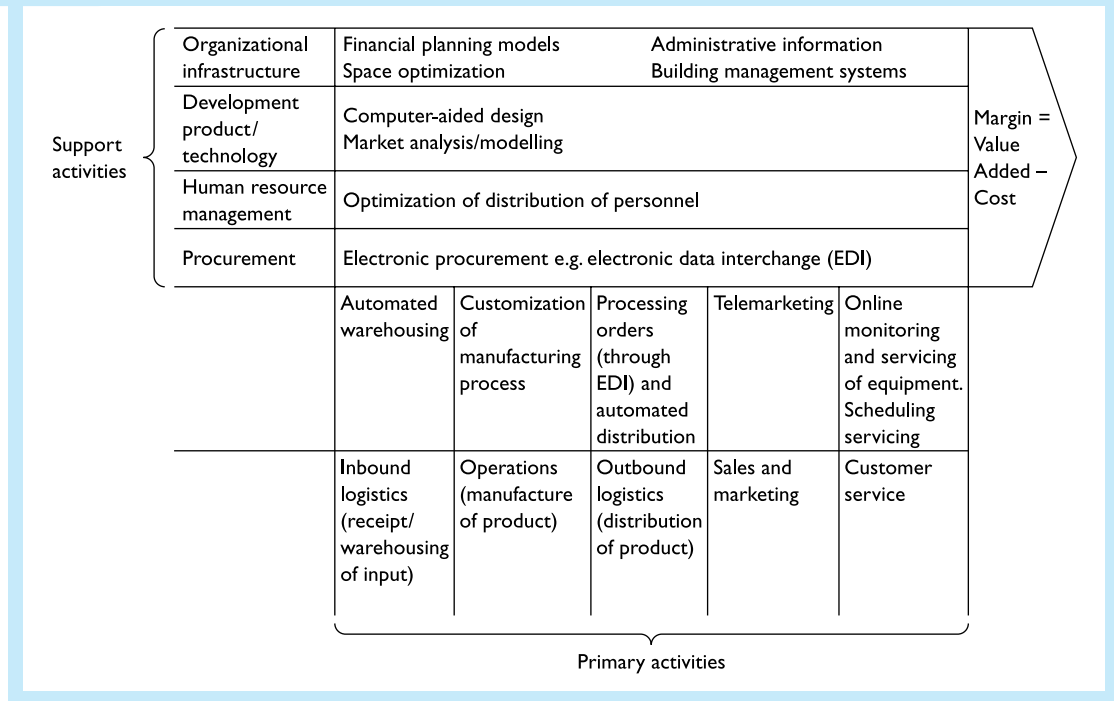 Support
activities
Organizational
infrastructure
Financial planning models
Space optimization
Administrative information
Building management systems
Development
product/
technology
Computer-aided design
Market analysis/modelling
Human resource
management
Optimization of distribution of personnel
Procurement
Electronic procurement e.g. electronic data interchange (EDI)
Margin =
Value
Added –
Cost
Automated
warehousing
Customization
of
manufacturing
process
Processing
orders
(through
EDI) and
automated
distribution
Telemarketing
Online
monitoring
and servicing
of equipment.
Scheduling
servicing
Inbound
logistics
(receipt/
warehousing
of input)
Operations
(manufacture
of product)
Outbound
logistics
(distribution
of product)
Sales and
marketing
Customer
service
Primary activities